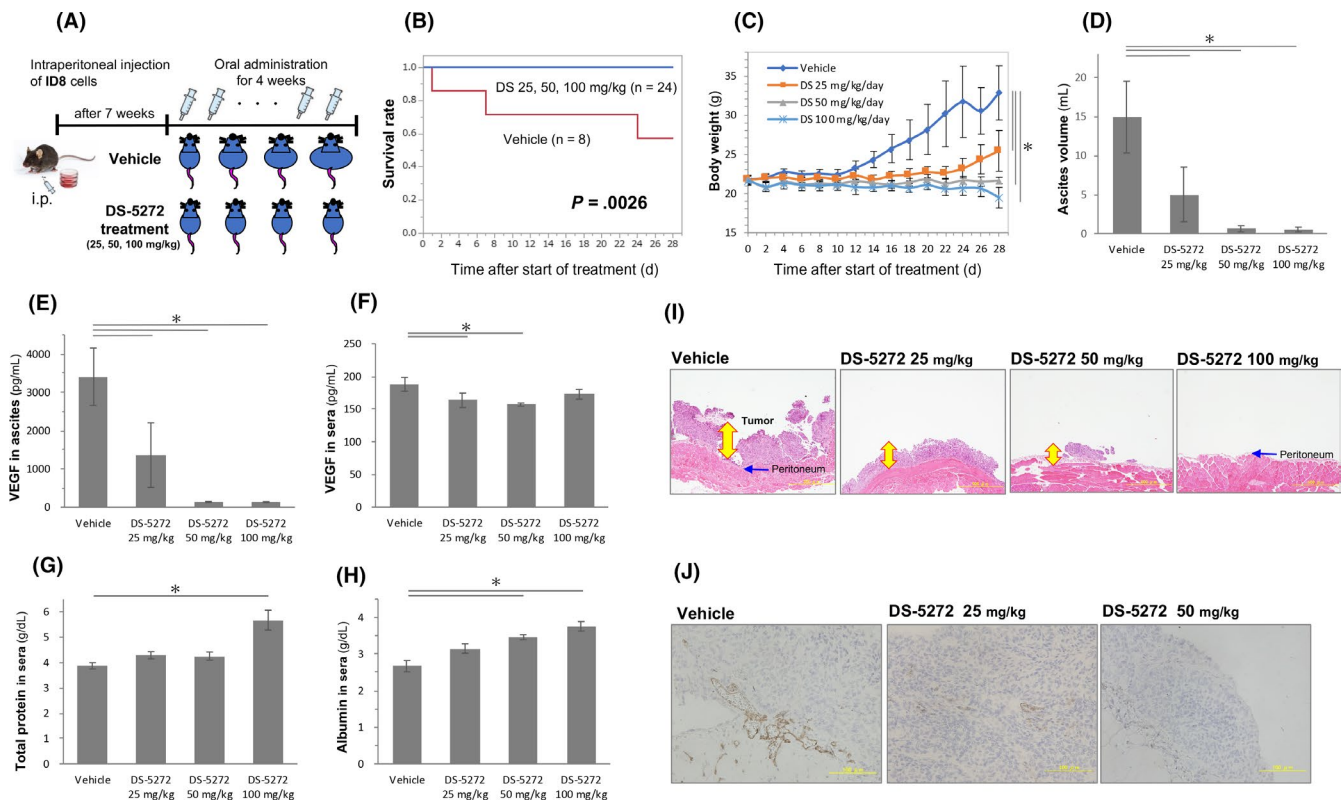 (A)
Intraperitoneal injection
of ID8 cells
Oral administration
for 4 weeks
after 7 weeks
. . .
Vehicle
i.p.
DS-5272
treatment
(25, 50, 100 mg/kg)
(B)
Survival rate
1.0
0.8
0.6
0.4
0.2
0.0
DS 25, 50, 100 mg/kg (n = 24)
Vehicle (n = 8)
P = .0026
0 2 4 6 8 10 12 14 16 18 20 22 24 26 28
Time after start of treatment (d)
(C)
Body weight (g)
35
30
25
20
15
Vehicle
DS 25 mg/kg/day
DS 50 mg/kg/day
DS 100 mg/kg/day
*
0 2 4 6 8 10 12 14 16 18 20 22 24 26 28
Time after start of treatment (d)
(D)
*
Ascites volume (mL)
20
15
10
5
0
Vehicle DS-5272 DS-5272 DS-5272
25 mg/kg 50 mg/kg 100 mg/kg
(E)
*
VEGF in ascites (pg/mL)
4000
3000
2000
1000
0
Vehicle DS-5272 DS-5272 DS-5272
25 mg/kg 50 mg/kg 100 mg/kg
(F)
*
VEGF in sera (pg/mL)
250
200
150
100
50
0
Vehicle DS-5272 DS-5272 DS-5272
25 mg/kg 50 mg/kg 100 mg/kg
(G)
*
Total protein in sera (g/dL)
6
5
4
3
2
1
0
Vehicle DS-5272 DS-5272 DS-5272
25 mg/kg 50 mg/kg 100 mg/kg
(H)
*
Albumin in sera (g/dL)
4
3
2
1
0
Vehicle DS-5272 DS-5272 DS-5272
25 mg/kg 50 mg/kg 100 mg/kg
(I)
Vehicle DS-5272 25 mg/kg DS-5272 50 mg/kg DS-5272 100 mg/kg
Tumor
Peritoneum
Peritoneum
(J)
Vehicle DS-5272 25 mg/kg DS-5272 50 mg/kg